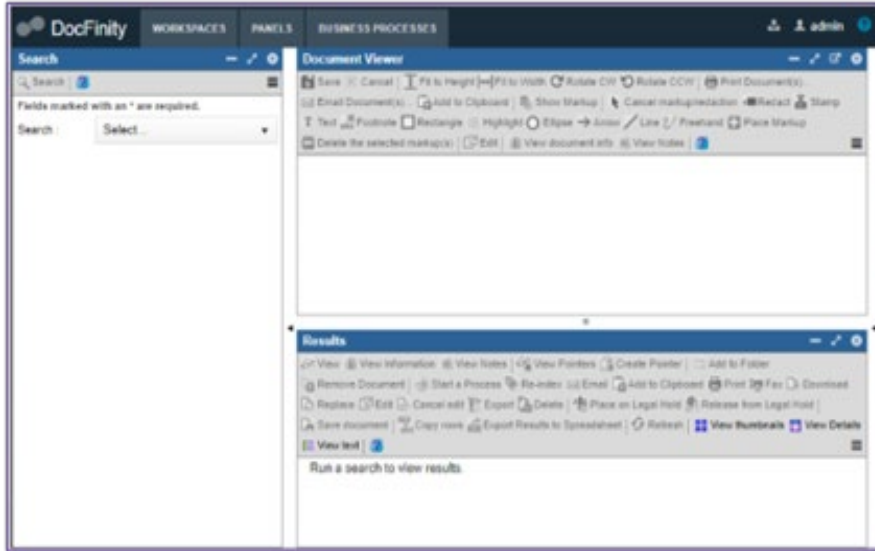 DocFinity WORKSPACES PANELS BUSINESS PROCESSES admin
Search
Search
Fields marked with an * are required.
Search : Select...
Document Viewer
Save Cancel Fit to Height Fit to Width Rotate CW Rotate CCW Print Document(s)
Email Document(s)... Add to Clipboard Show Markup Cancel markup/redaction Redact Stamp
Text Footnote Rectangle Highlight Ellipse Arrow Line Freehand Place Markup
Delete the selected markup(s) Edit View document info View Notes
Results
View View Information View Notes View Pointers Create Pointer Add to Folder
Remove Document Start a Process Re-index Email Add to Clipboard Print Fax Download
Replace Edit Cancel edit Export Delete Place on Legal Hold Release from Legal Hold
Save document Copy rows Export Results to Spreadsheet Refresh View thumbnails View Details
View text
Run a search to view results.